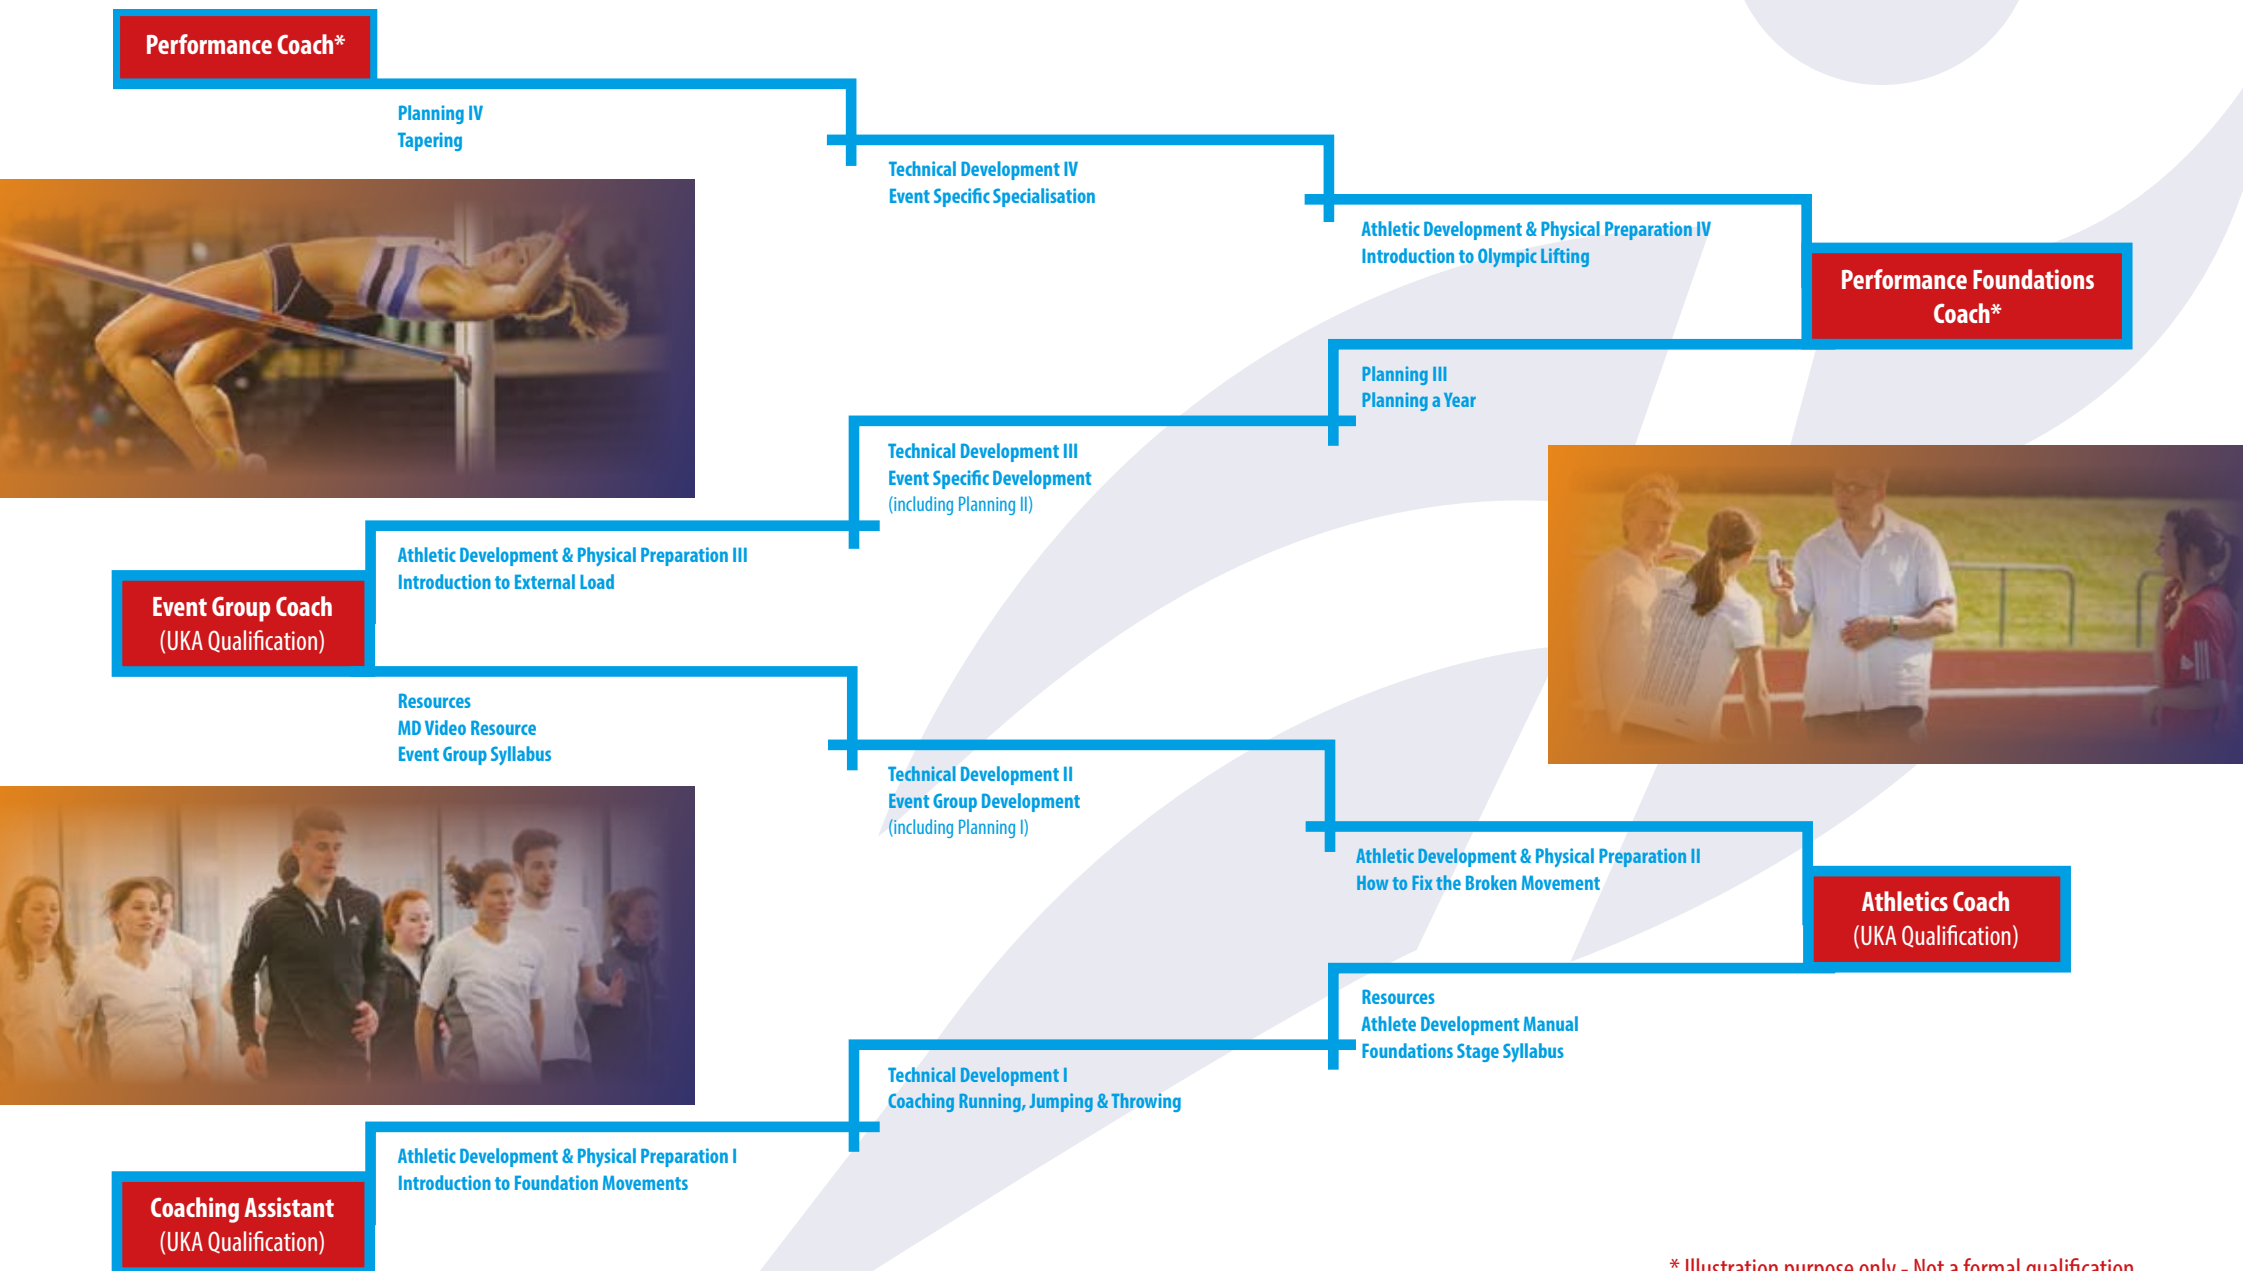 Performance Coach*
Planning IV
Tapering
Technical Development IV
Event Specific Specialisation
Athletic Development & Physical Preparation IV
Introduction to Olympic Lifting
Performance Foundations
Coach*
Planning III
Planning a Year
Technical Development III
Event Specific Development
(including Planning II)
Athletic Development & Physical Preparation III
Introduction to External Load
Event Group Coach
(UKA Qualification)
Resources
MD Video Resource
Event Group Syllabus
Technical Development II
Event Group Development
(including Planning I)
Athletic Development & Physical Preparation II
How to Fix the Broken Movement
Athletics Coach
(UKA Qualification)
Resources
Athlete Development Manual
Foundations Stage Syllabus
Technical Development I
Coaching Running, Jumping & Throwing
Athletic Development & Physical Preparation I
Introduction to Foundation Movements
Coaching Assistant
(UKA Qualification)
* Illustration purpose only - Not a formal qualification